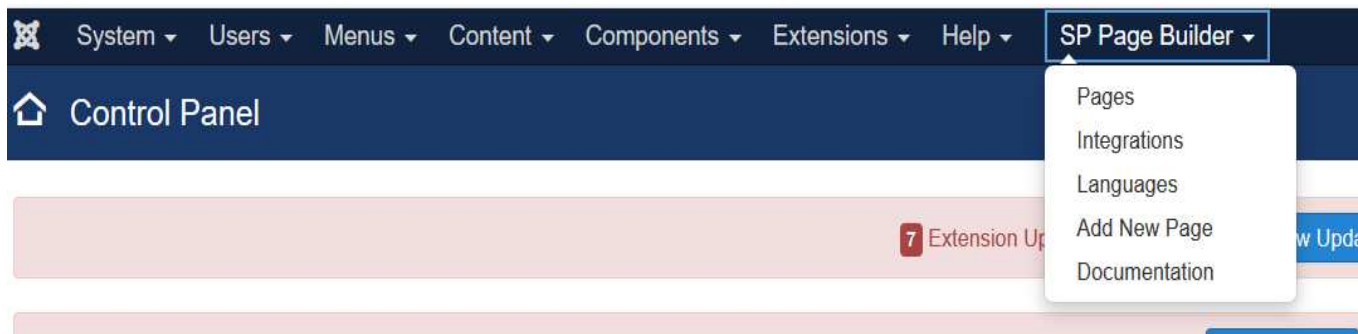 System Users Menus Content Components Extensions Help SP Page Builder
Control Panel
Pages
Integrations
Languages
Add New Page
Documentation
7 Extension